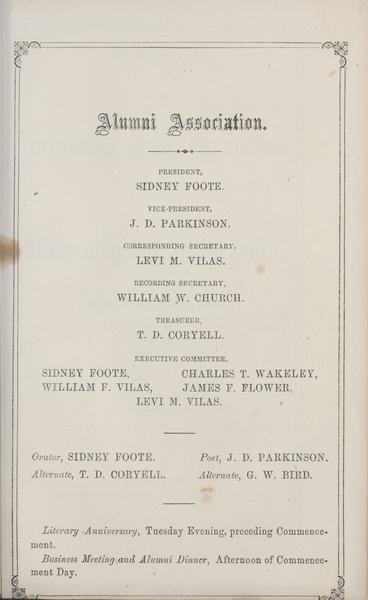 Alumni Association.
PRESIDENT,
SIDNEY FOOTE.
VICE-PRESIDENT,
J. D. PARKINSON.
CORRESPONDING SECRETARY,
LEVI M. VILAS.
RECORDING SECRETARY,
WILLIAM W. CHURCH.
TREASURER,
T. D. CORYELL.
EXECUTIVE COMMITTEE,
SIDNEY FOOTE, CHARLES T. WAKELEY,
WILLIAM F. VILAS, JAMES F. FLOWER,
LEVI M. VILAS.
Orator, SIDNEY FOOTE. Poet, J. D. PARKINSON.
Alternate, T. D. CORYELL. Alternate, G. W. BIRD.
Literary Anniversary, Tuesday Evening, preceding Commence-
ment.
Business Meeting and Alumni Dinner, Afternoon of Commence-
ment Day.